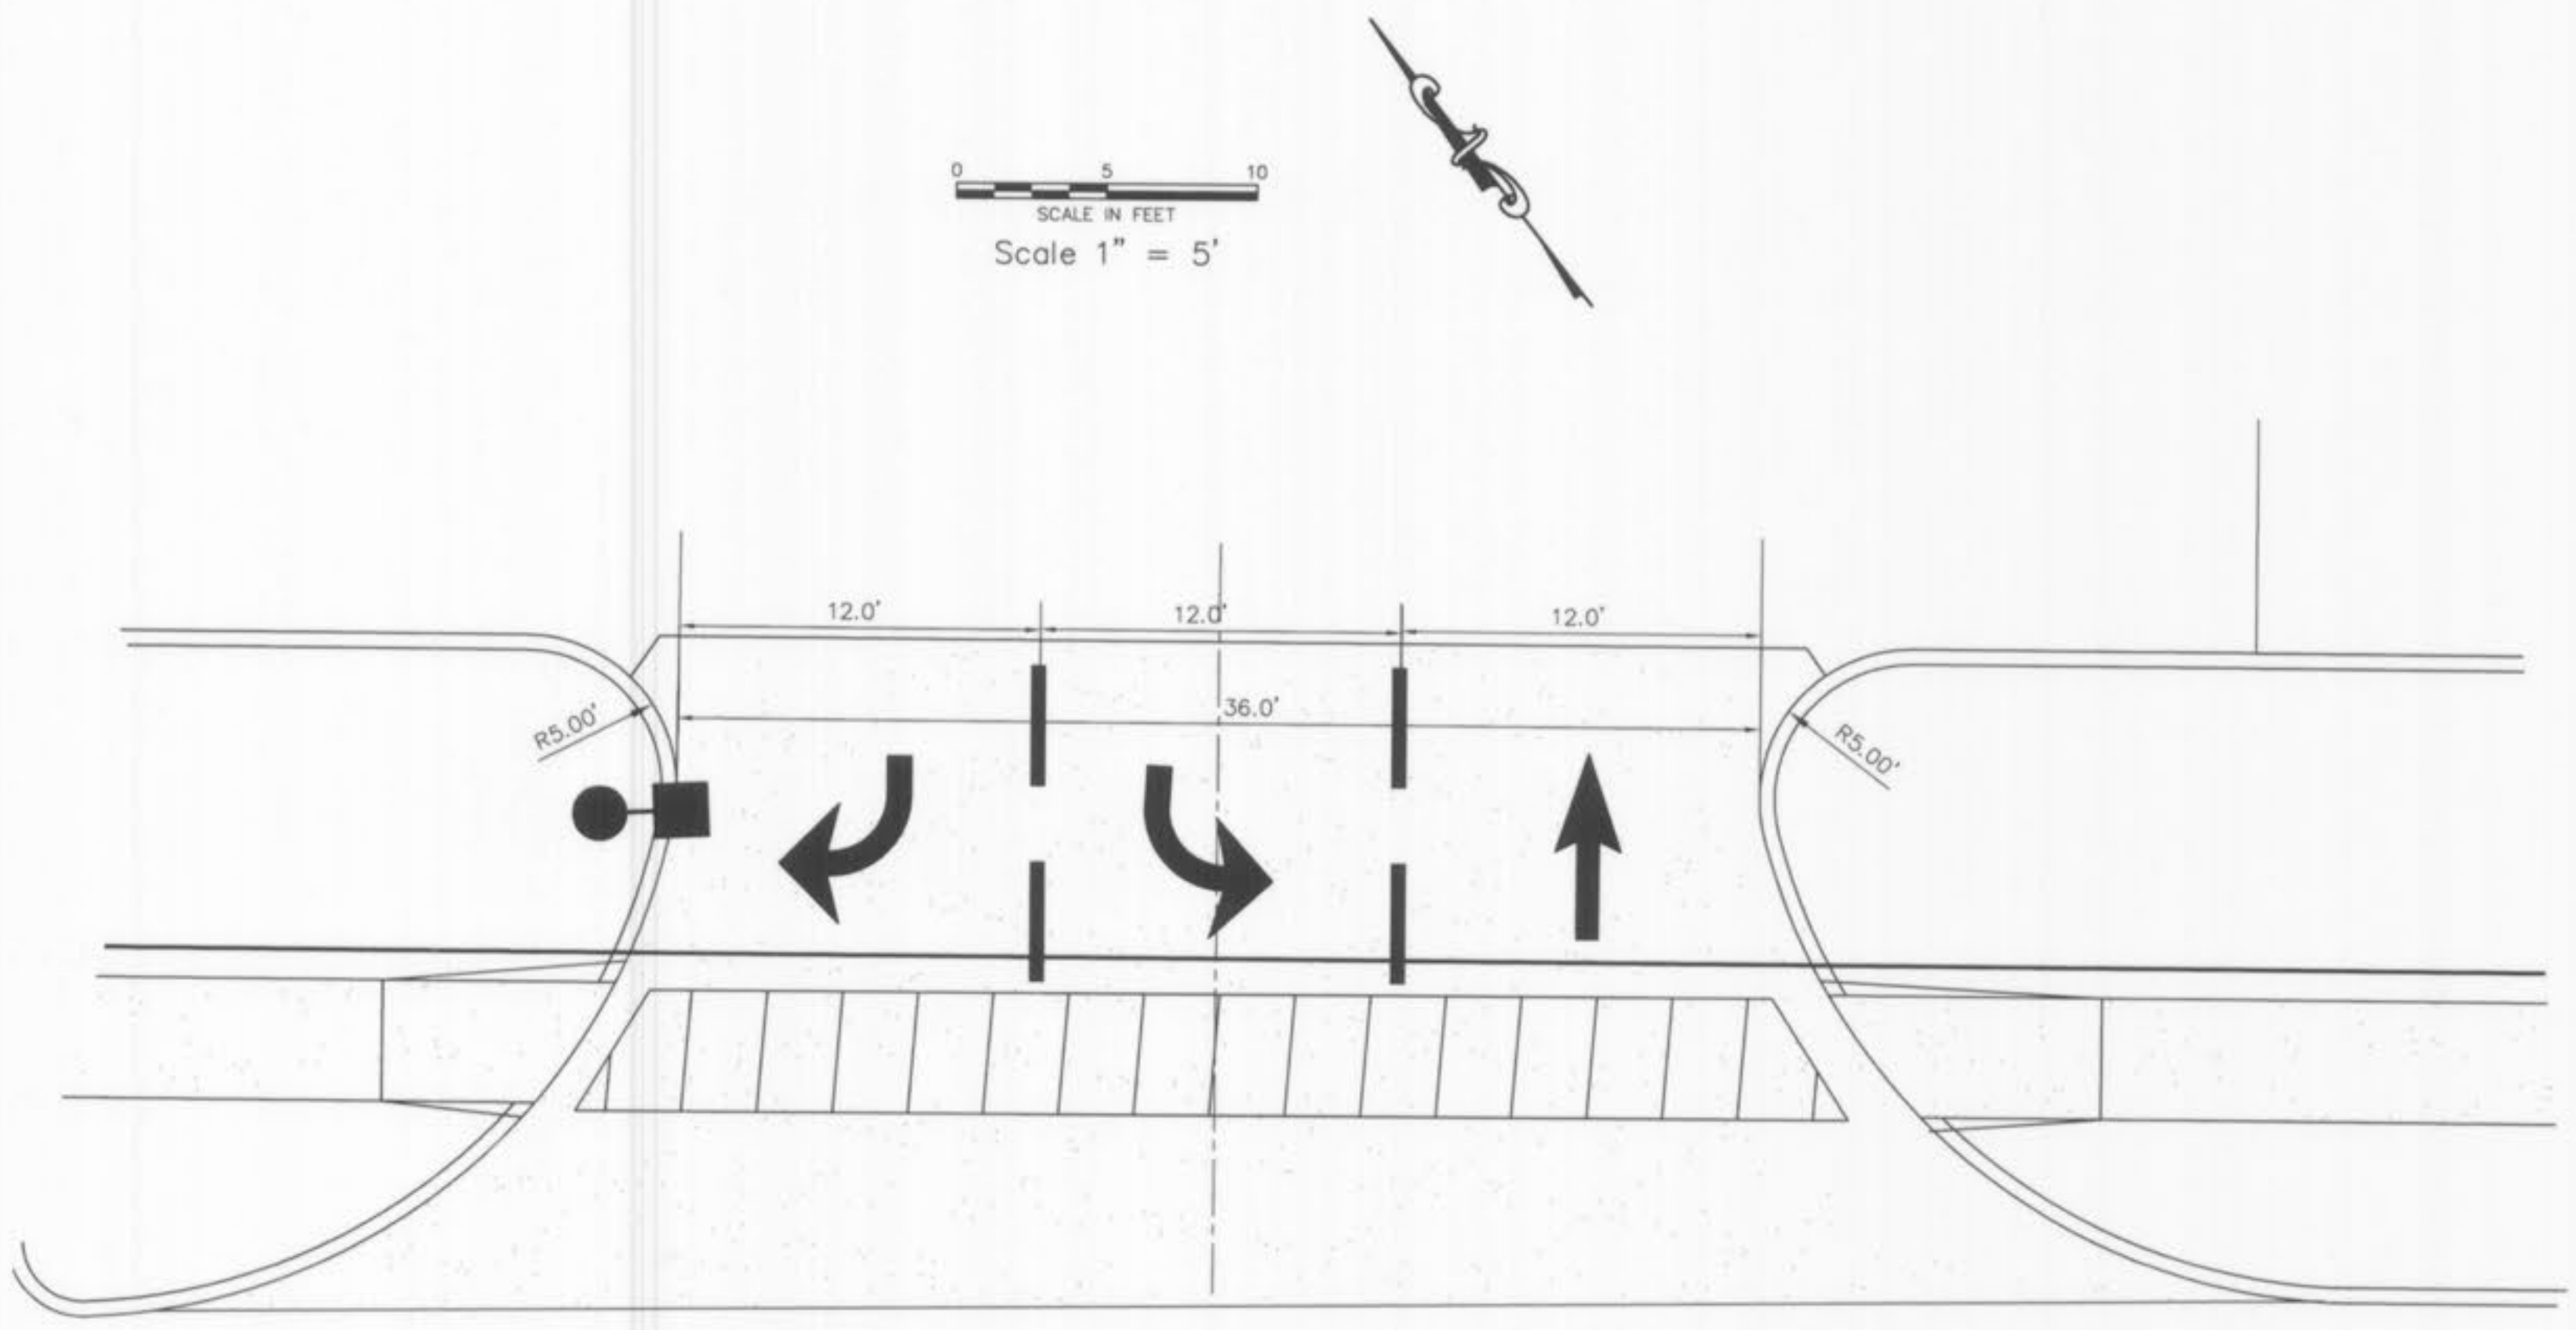 0 5 10
SCALE IN FEET
Scale 1" = 5'
12.0' 12.0' 12.0'
36.0'
R5.00'
R5.00'